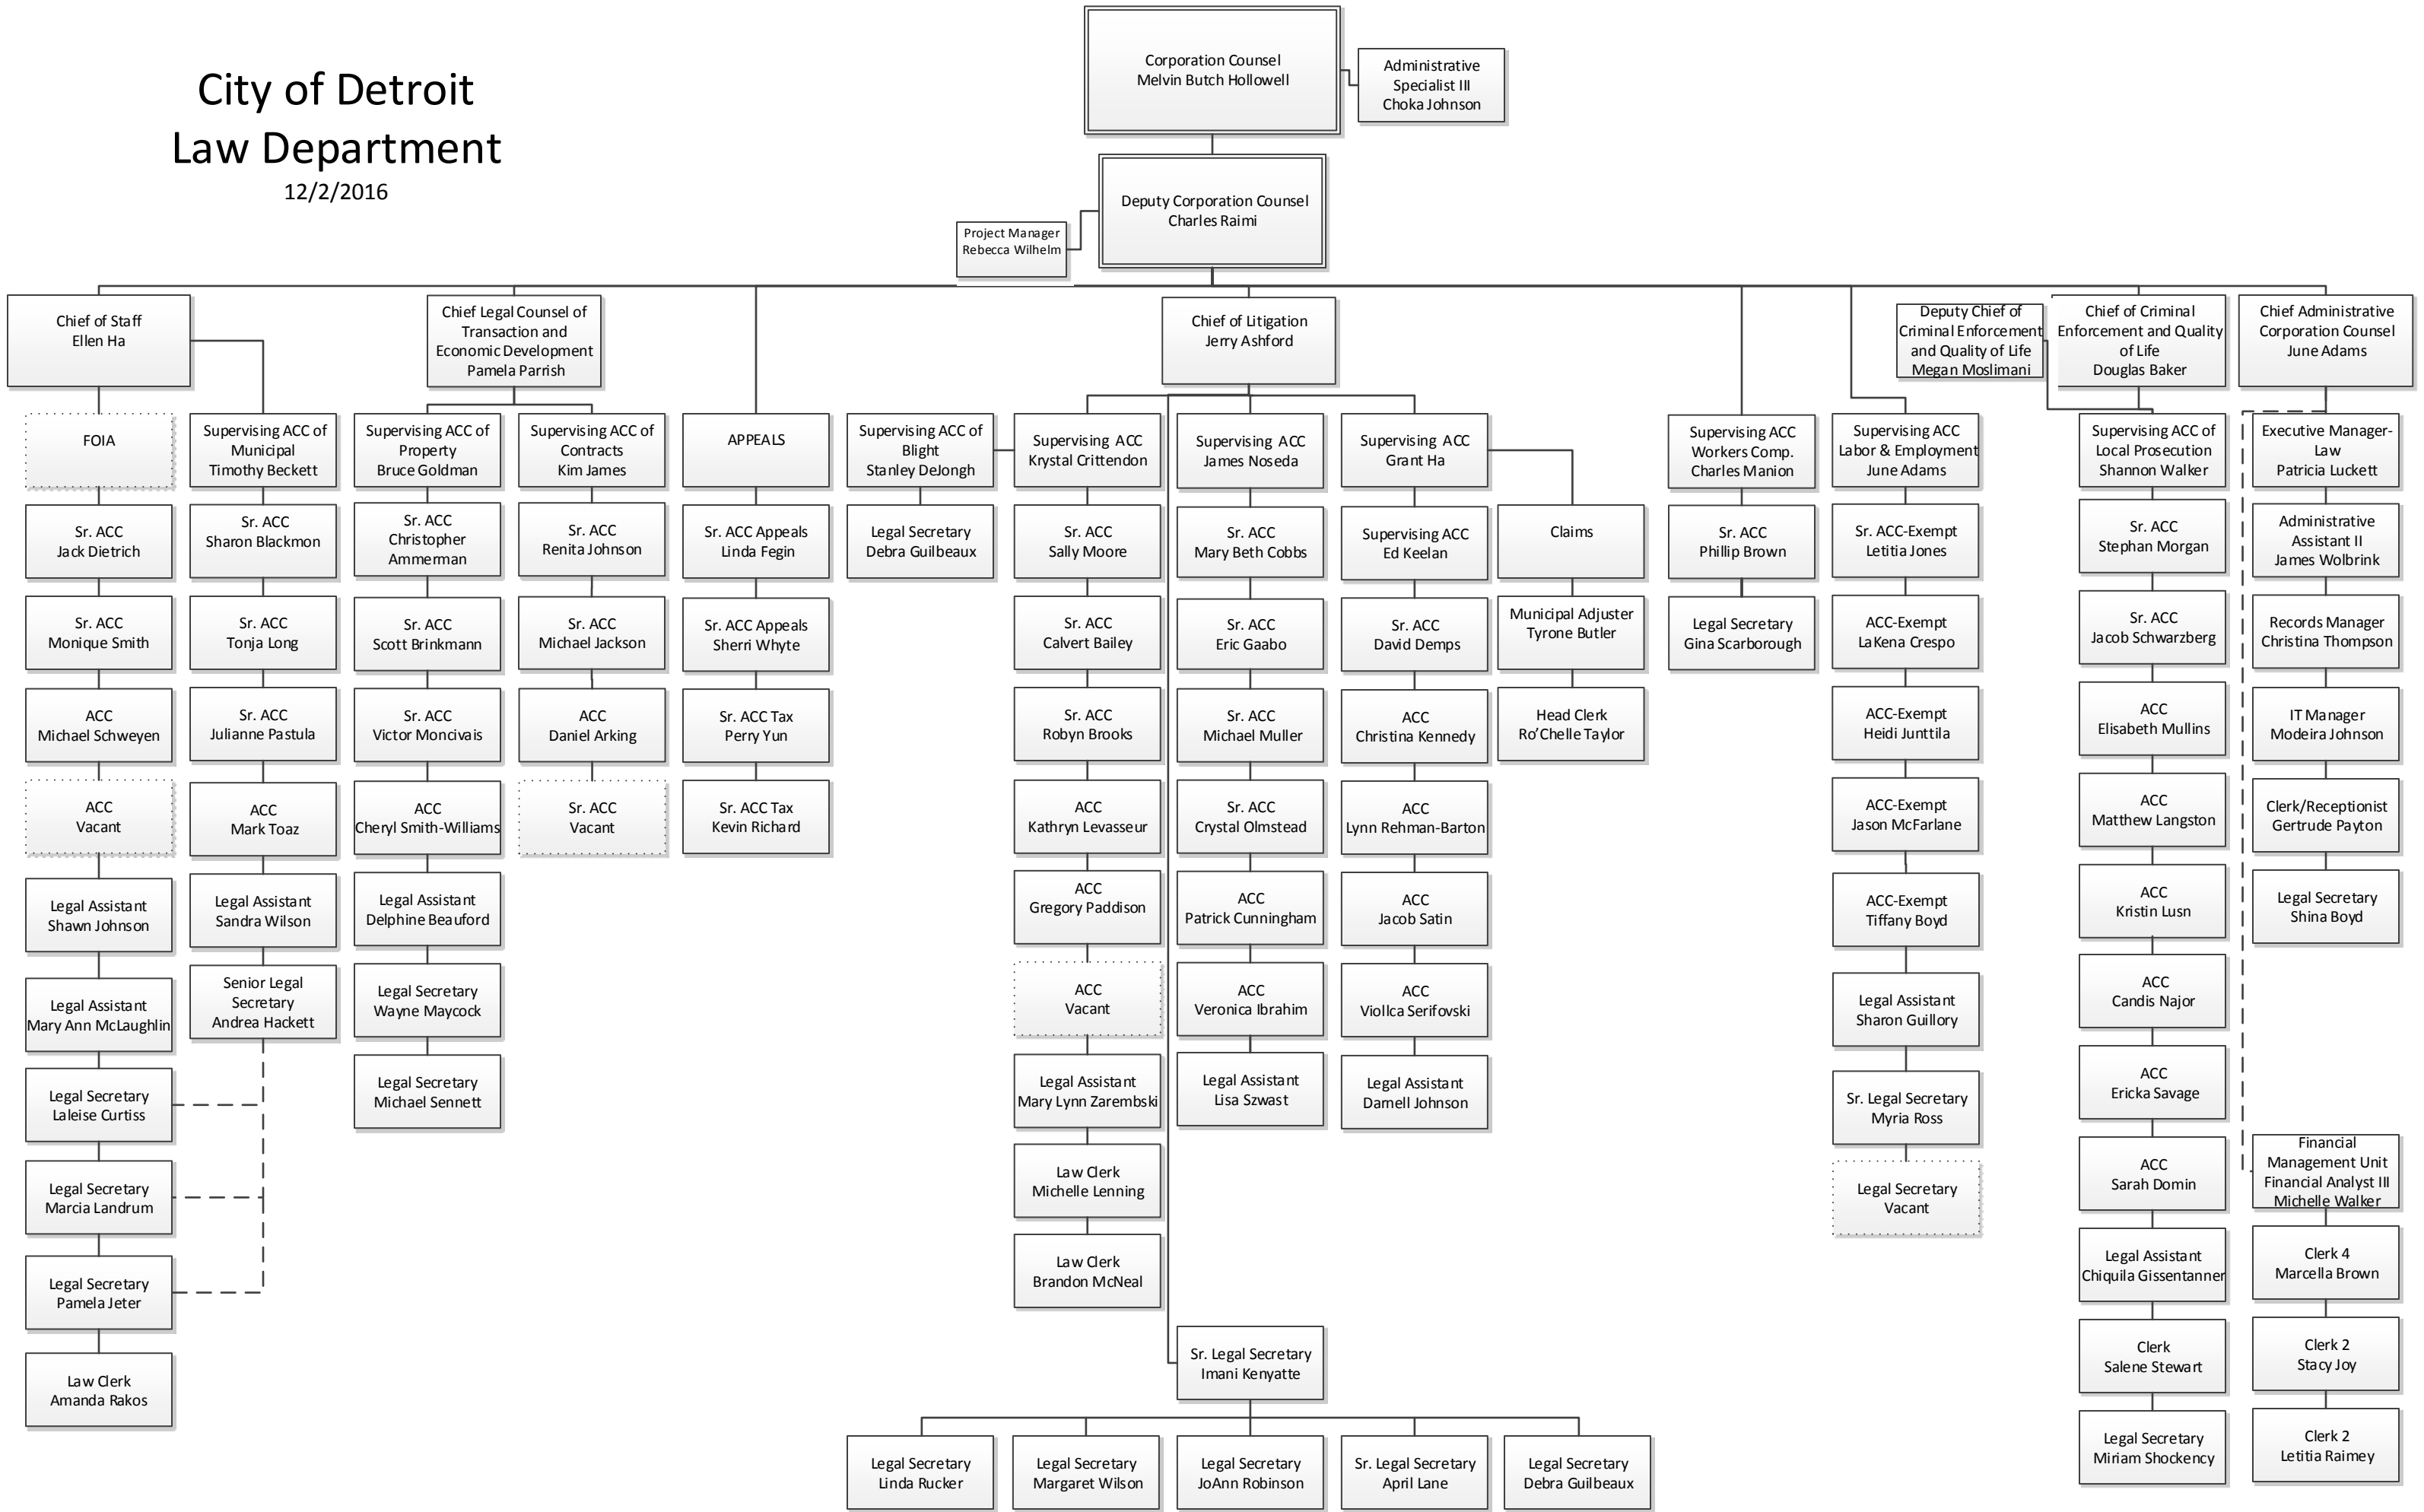 City of Detroit
Law Department
12/2/2016
Corporation Counsel
Melvin Butch Hollowell
Administrative
Specialist III
Choka Johnson
Deputy Corporation Counsel
Charles Raimi
Project Manager
Rebecca Wilhelm
Chief of Staff
Ellen Ha
Chief Legal Counsel of
Transaction and
Economic Development
Pamela Parrish
Chief of Litigation
Jerry Ashford
Deputy Chief of
Criminal Enforcement
and Quality of Life
Megan Moslimani
Chief of Criminal
Enforcement and Quality
of Life
Douglas Baker
Chief Administrative
Corporation Counsel
June Adams
FOIA
Sr. ACC
Jack Dietrich
Sr. ACC
Monique Smith
ACC
Michael Schweyen
ACC
Vacant
Legal Assistant
Shawn Johnson
Legal Assistant
Mary Ann McLaughlin
Legal Secretary
Laleise Curtiss
Legal Secretary
Marcia Landrum
Legal Secretary
Pamela Jeter
Law Clerk
Amanda Rakos
Supervising ACC of
Municipal
Timothy Beckett
Sr. ACC
Sharon Blackmon
Sr. ACC
Tonja Long
Sr. ACC
Julianne Pastula
ACC
Mark Toaz
Legal Assistant
Sandra Wilson
Senior Legal
Secretary
Andrea Hackett
Supervising ACC of
Property
Bruce Goldman
Sr. ACC
Christopher
Ammerman
Sr. ACC
Scott Brinkmann
Sr. ACC
Victor Moncivais
ACC
Cheryl Smith-Williams
Legal Assistant
Delphine Beauford
Legal Secretary
Wayne Maycock
Legal Secretary
Michael Sennett
Supervising ACC of
Contracts
Kim James
Sr. ACC
Renita Johnson
Sr. ACC
Michael Jackson
ACC
Daniel Arking
Sr. ACC
Vacant
APPEALS
Sr. ACC Appeals
Linda Fegin
Sr. ACC Appeals
Sherri Whyte
Sr. ACC Tax
Perry Yun
Sr. ACC Tax
Kevin Richard
Supervising ACC of
Blight
Stanley DeJongh
Legal Secretary
Debra Guilbeaux
Supervising ACC
Krystal Crittendon
Sr. ACC
Sally Moore
Sr. ACC
Calvert Bailey
Sr. ACC
Robyn Brooks
ACC
Kathryn Levasseur
ACC
Gregory Paddison
ACC
Vacant
Legal Assistant
Mary Lynn Zarembski
Law Clerk
Michelle Lenning
Law Clerk
Brandon McNeal
Supervising ACC
James Noseda
Sr. ACC
Mary Beth Cobbs
Sr. ACC
Eric Gaabo
Sr. ACC
Michael Muller
Sr. ACC
Crystal Olmstead
ACC
Patrick Cunningham
ACC
Veronica Ibrahim
Legal Assistant
Lisa Szwast
Supervising ACC
Grant Ha
Supervising ACC
Ed Keelan
Sr. ACC
David Demps
ACC
Christina Kennedy
ACC
Lynn Rehman-Barton
ACC
Jacob Satin
ACC
Viollca Serifovski
Legal Assistant
Darnell Johnson
Claims
Municipal Adjuster
Tyrone Butler
Head Clerk
Ro’Chelle Taylor
Sr. Legal Secretary
Imani Kenyatte
Legal Secretary
Linda Rucker
Legal Secretary
Margaret Wilson
Legal Secretary
JoAnn Robinson
Sr. Legal Secretary
April Lane
Legal Secretary
Debra Guilbeaux
Supervising ACC
Workers Comp.
Charles Manion
Sr. ACC
Phillip Brown
Legal Secretary
Gina Scarborough
Supervising ACC
Labor & Employment
June Adams
Sr. ACC-Exempt
Letitia Jones
ACC-Exempt
LaKena Crespo
ACC-Exempt
Heidi Junttila
ACC-Exempt
Jason McFarlane
ACC-Exempt
Tiffany Boyd
Legal Assistant
Sharon Guillory
Sr. Legal Secretary
Myria Ross
Legal Secretary
Vacant
Supervising ACC of
Local Prosecution
Shannon Walker
Sr. ACC
Stephan Morgan
Sr. ACC
Jacob Schwarzberg
ACC
Elisabeth Mullins
ACC
Matthew Langston
ACC
Kristin Lusn
ACC
Candis Najor
ACC
Ericka Savage
ACC
Sarah Domin
Legal Assistant
Chiquila Gissentanner
Clerk
Salene Stewart
Legal Secretary
Miriam Shockency
Executive Manager-
Law
Patricia Luckett
Administrative
Assistant II
James Wolbrink
Records Manager
Christina Thompson
IT Manager
Modeira Johnson
Clerk/Receptionist
Gertrude Payton
Legal Secretary
Shina Boyd
Financial
Management Unit
Financial Analyst III
Michelle Walker
Clerk 4
Marcella Brown
Clerk 2
Stacy Joy
Clerk 2
Letitia Raimey